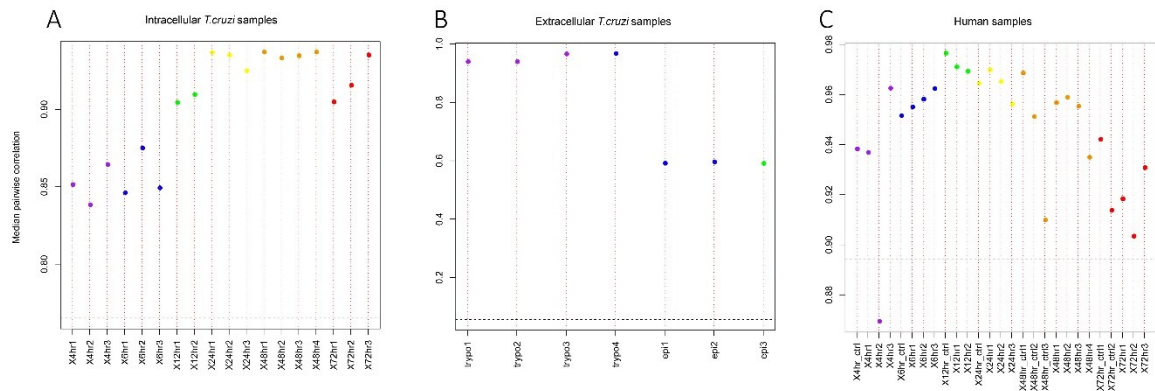 A
Intracellular T.cruzi samples
Median pairwise correlation
0.90
0.85
0.80
X4hr1
X4hr2
X4hr3
X6hr1
X6hr2
X6hr3
X12hr1
X12hr2
X24hr1
X24hr2
X24hr3
X48hr1
X48hr2
X48hr3
X48hr4
X72hr1
X72hr2
X72hr3
B
Extracellular T.cruzi samples
1.0
0.8
0.6
0.4
0.2
trypo1
trypo2
trypo3
trypo4
epi1
epi2
epi3
C
Human samples
0.98
0.96
0.94
0.92
0.90
0.88
X4hr_ctrl
X4hr1
X4hr2
X4hr3
X6hr_ctrl
X6hr1
X6hr2
X6hr3
X12hr_ctrl
X12hr1
X12hr2
X24hr_ctrl
X24hr1
X24hr2
X24hr3
X48hr_ctrl1
X48hr_ctrl2
X48hr_ctrl3
X48hr1
X48hr2
X48hr3
X48hr4
X72hr_ctrl1
X72hr_ctrl2
X72hr1
X72hr2
X72hr3